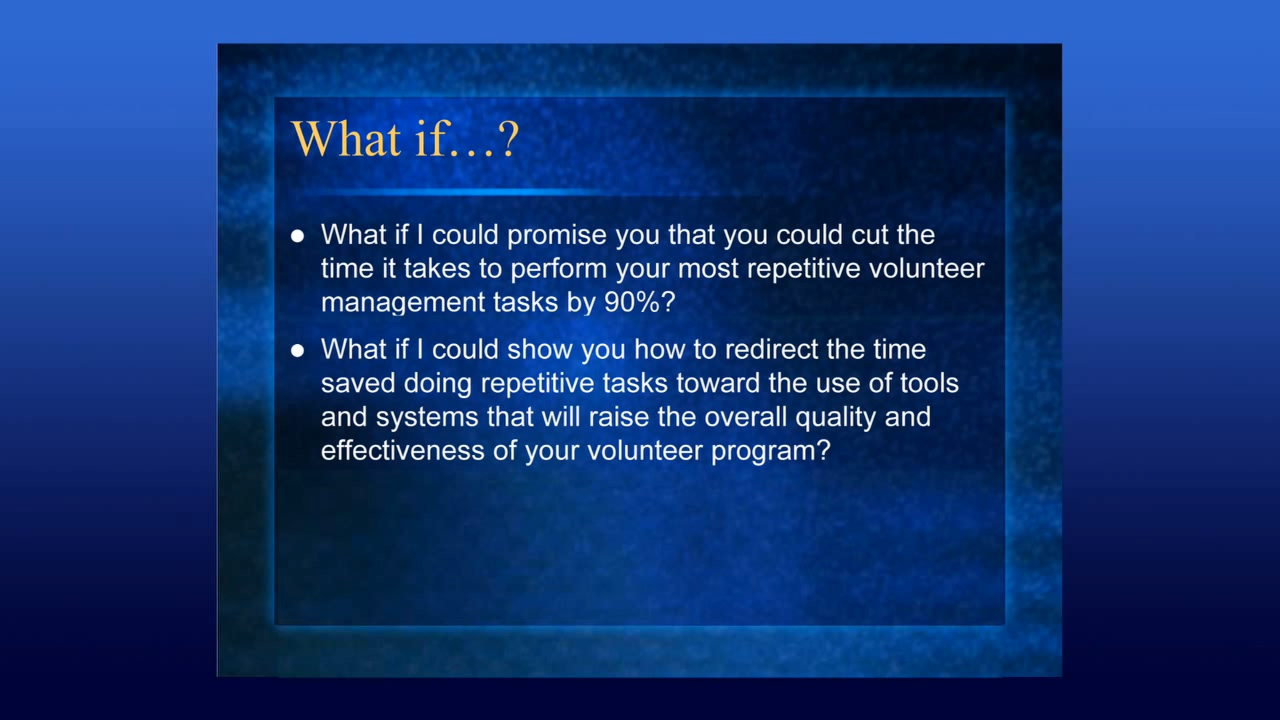 What if…?
● What if I could promise you that you could cut the
time it takes to perform your most repetitive volunteer
management tasks by 90%?
● What if I could show you how to redirect the time
saved doing repetitive tasks toward the use of tools
and systems that will raise the overall quality and
effectiveness of your volunteer program?